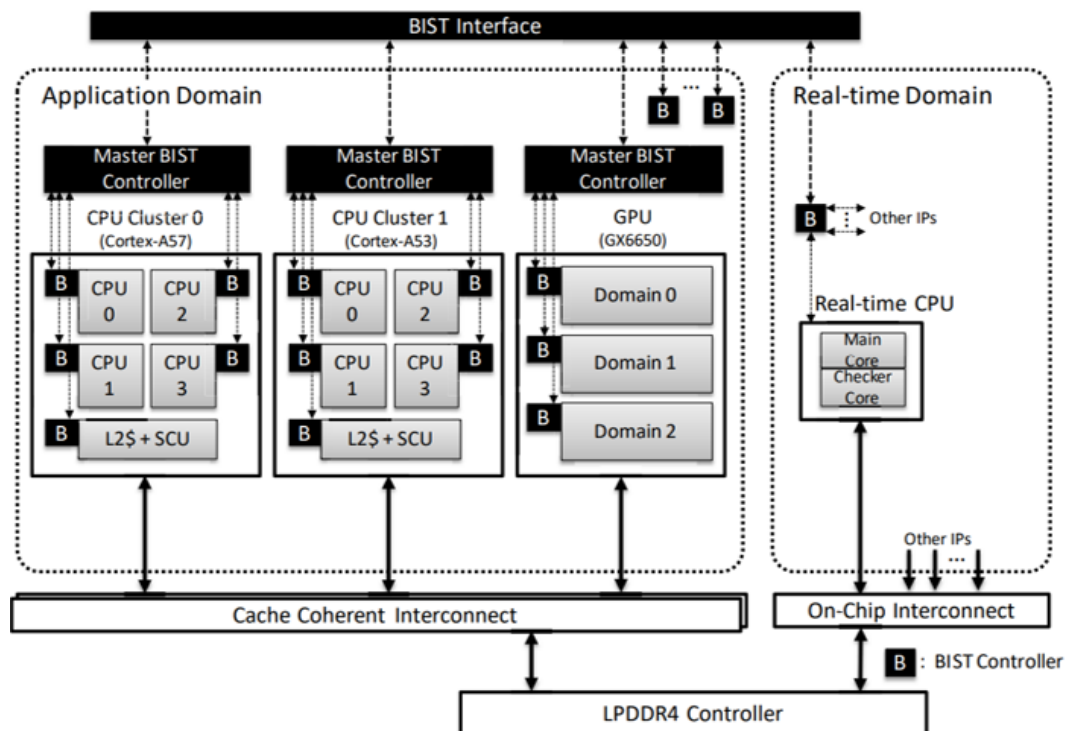 BIST Interface
Application Domain
B
...
B
Real-time Domain
Master BIST
Controller
Master BIST
Controller
Master BIST
Controller
CPU Cluster 0
(Cortex-A57)
CPU Cluster 1
(Cortex-A53)
GPU
(GX6650)
B
Other IPs
B
CPU
0
CPU
2
B
B
CPU
1
CPU
3
B
B
L2$ + SCU
B
CPU
0
CPU
2
B
B
CPU
1
CPU
3
B
B
L2$ + SCU
B
Domain 0
B
Domain 1
B
Domain 2
Real-time CPU
Main
Core
Checker
Core
Other IPs
...
Cache Coherent Interconnect
On-Chip Interconnect
B : BIST Controller
LPDDR4 Controller